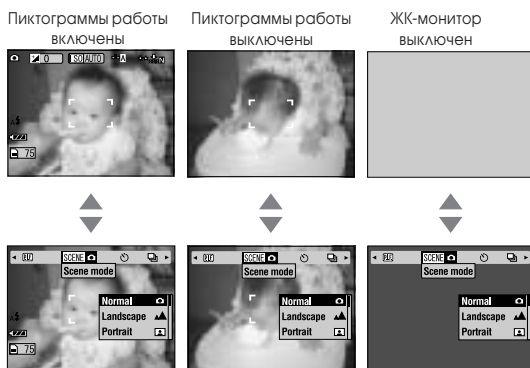 Пиктограммы работы включены
Пиктограммы работы выключены
ЖК-монитор выключен
0 ISO AUTO A N
A
75
SCENE
Scene mode
Normal
Landscape
Portrait
75
SCENE
Scene mode
Normal
Landscape
Portrait
SCENE
Scene mode
Normal
Landscape
Portrait